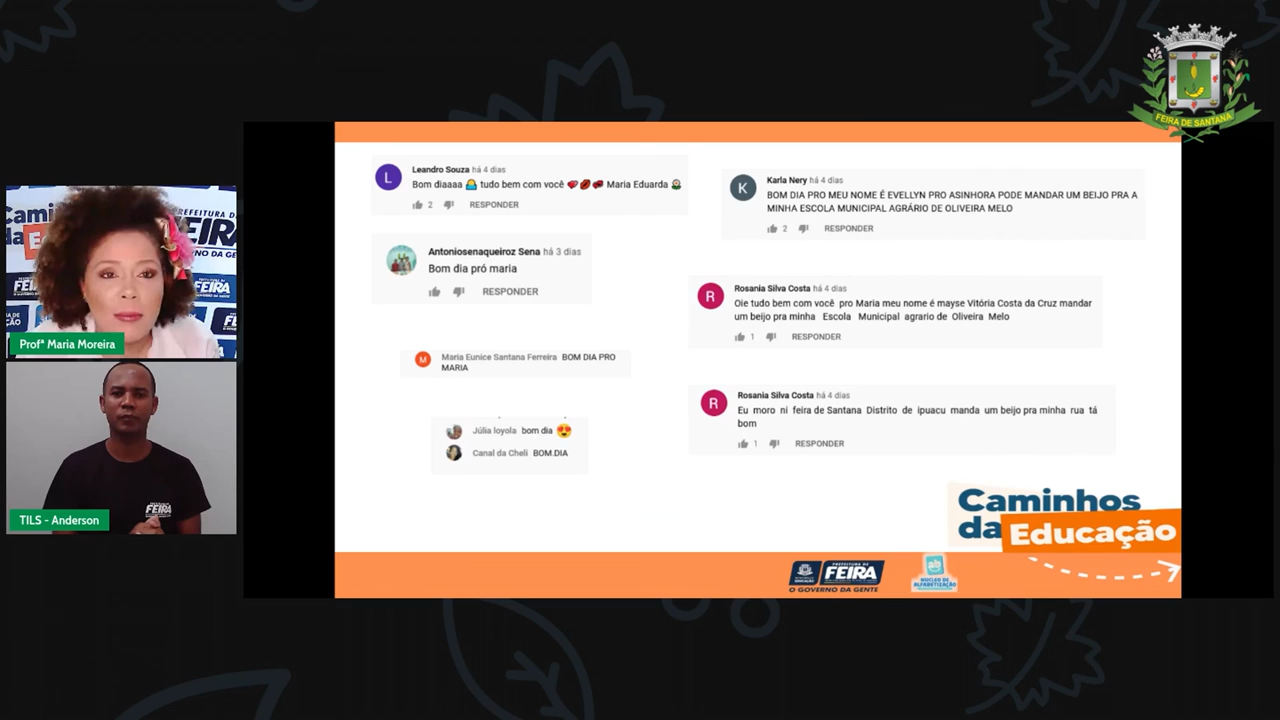 FEIRA DE SANTANA
Leandro Souza há 4 dias
Bom diaaaa 🤷 tudo bem com você 💝💋💌 Maria Eduarda
2 RESPONDER
Antoniosenaqueiroz Sena há 3 dias
Bom dia pró maria
RESPONDER
Maria Eunice Santana Ferreira BOM DIA PRO
MARIA
Júlia loyola bom dia 😍
Canal da Cheli BOM.DIA
Karla Nery há 4 dias
BOM DIA PRO MEU NOME É EVELLYN PRO ASINHORA PODE MANDAR UM BEIJO PRA A
MINHA ESCOLA MUNICIPAL AGRÁRIO DE OLIVEIRA MELO
2 RESPONDER
Rosania Silva Costa há 4 dias
Oie tudo bem com você pro Maria meu nome é mayse Vitória Costa da Cruz mandar
um beijo pra minha Escola Municipal agrario de Oliveira Melo
1 RESPONDER
Rosania Silva Costa há 4 dias
Eu moro ni feira de Santana Distrito de ipuacu manda um beijo pra minha rua tá
bom
1 RESPONDER
L
K
R
M
R
Caminhos
da Educação
PREFEITURA DE
FEIRA
O GOVERNO DA GENTE
ab
NÚCLEO DE
ALFABETIZAÇÃO
Profª Maria Moreira
PREFEITURA DE
FEIRA
TILS - Anderson